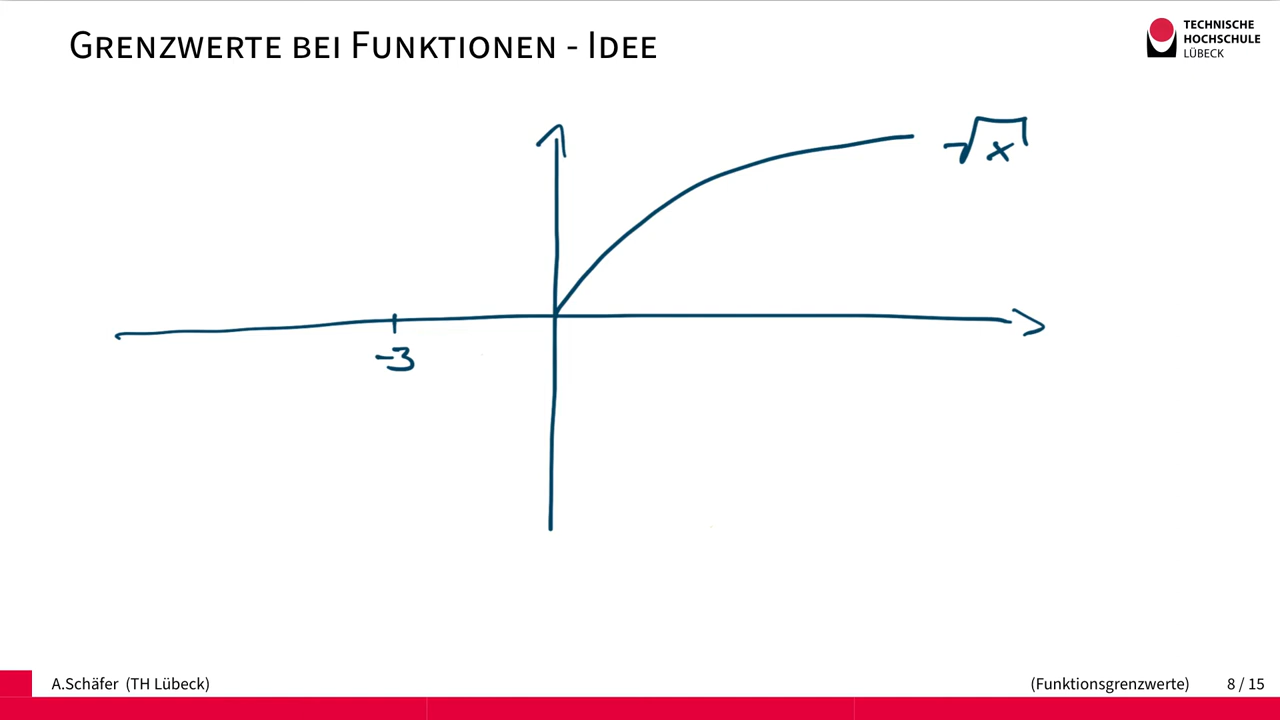 GRENZWERTE BEI FUNKTIONEN - IDEE
TECHNISCHE
HOCHSCHULE
LÜBECK
√x
-3
A.Schäfer (TH Lübeck)
(Funktionsgrenzwerte)
8 / 15